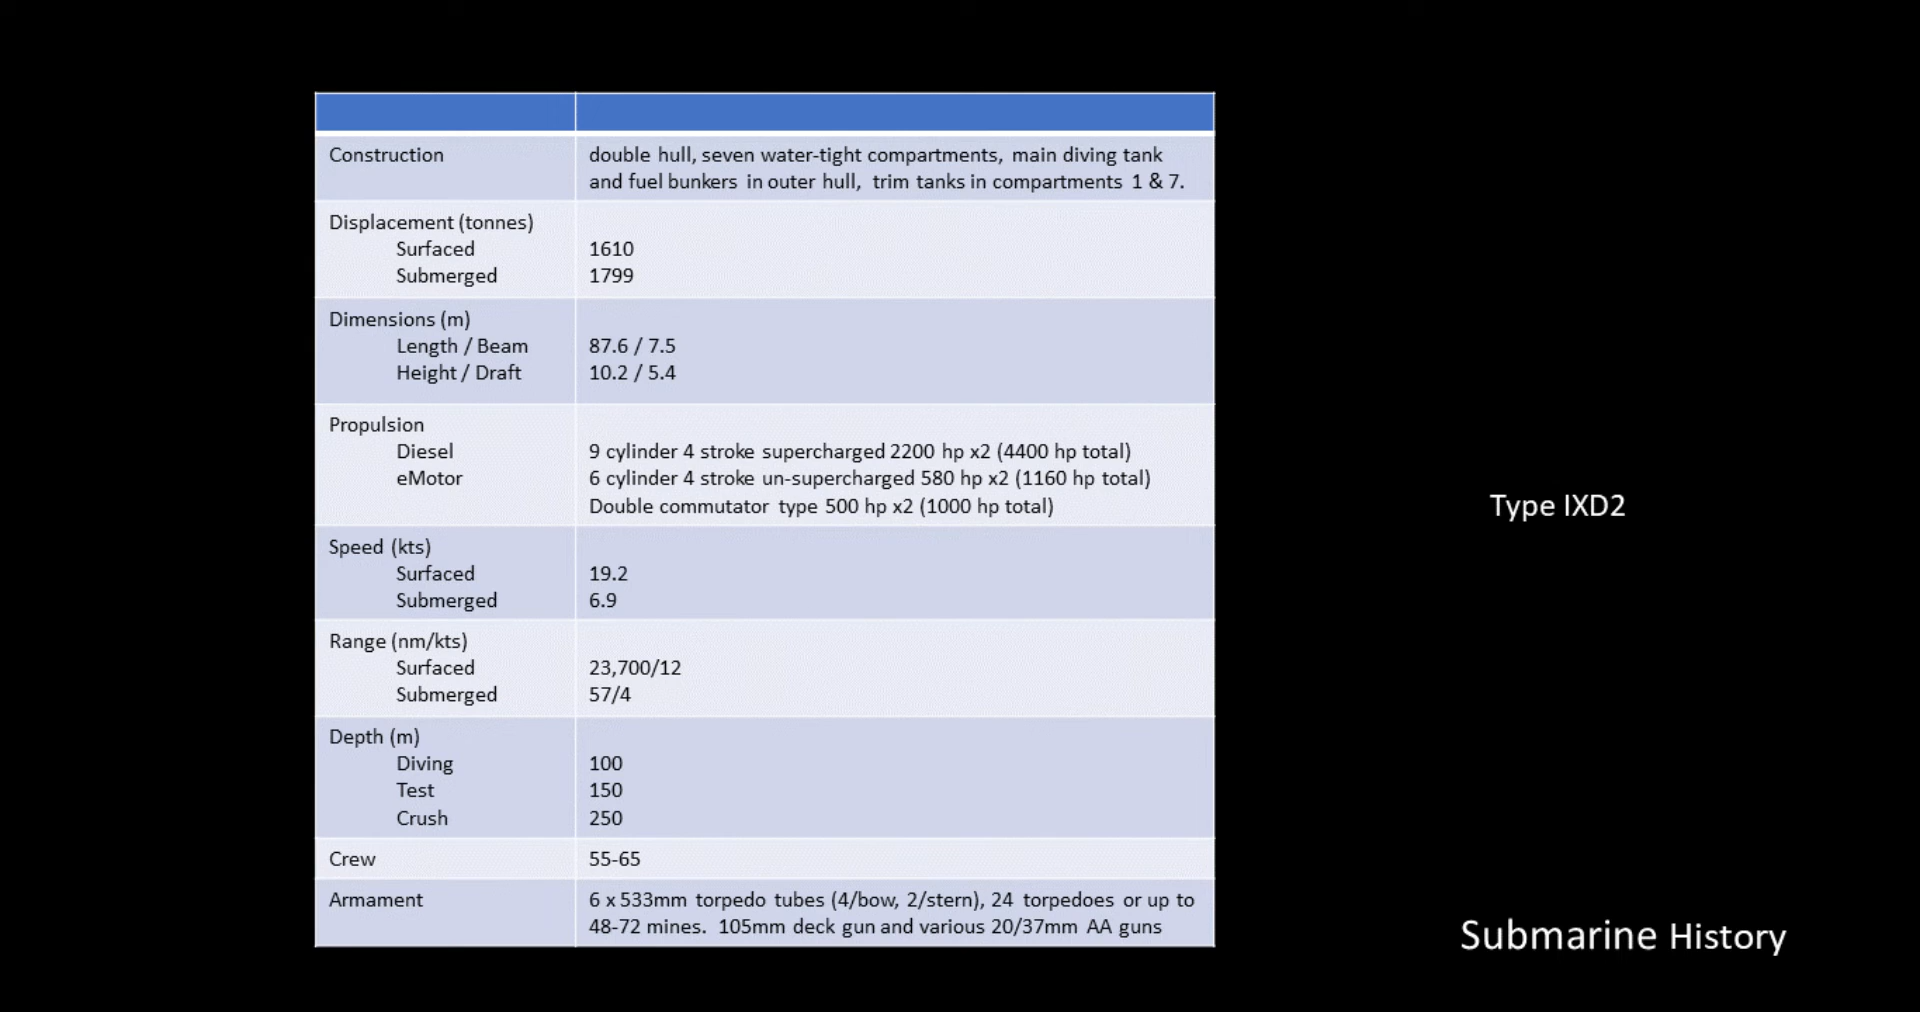 Construction
double hull, seven water-tight compartments, main diving tank
and fuel bunkers in outer hull, trim tanks in compartments 1 & 7.
Displacement (tonnes)
Surfaced 1610
Submerged 1799
Dimensions (m)
Length / Beam 87.6 / 7.5
Height / Draft 10.2 / 5.4
Propulsion
Diesel 9 cylinder 4 stroke supercharged 2200 hp x2 (4400 hp total)
eMotor 6 cylinder 4 stroke un-supercharged 580 hp x2 (1160 hp total)
Double commutator type 500 hp x2 (1000 hp total)
Speed (kts)
Surfaced 19.2
Submerged 6.9
Range (nm/kts)
Surfaced 23,700/12
Submerged 57/4
Depth (m)
Diving 100
Test 150
Crush 250
Crew 55-65
Armament 6 x 533mm torpedo tubes (4/bow, 2/stern), 24 torpedoes or up to
48-72 mines. 105mm deck gun and various 20/37mm AA guns
Type IXD2
Submarine History